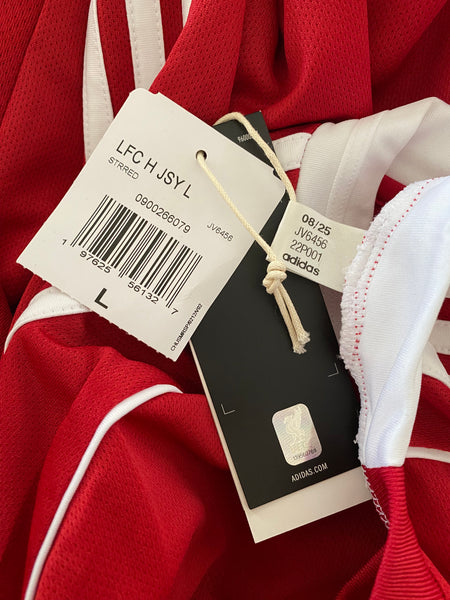 LFC H JSY L
STRRED
0900266079
JV6456
1 97625 56132 7
L
08/25
JV6456
22P001
adidas
ADIDAS.COM